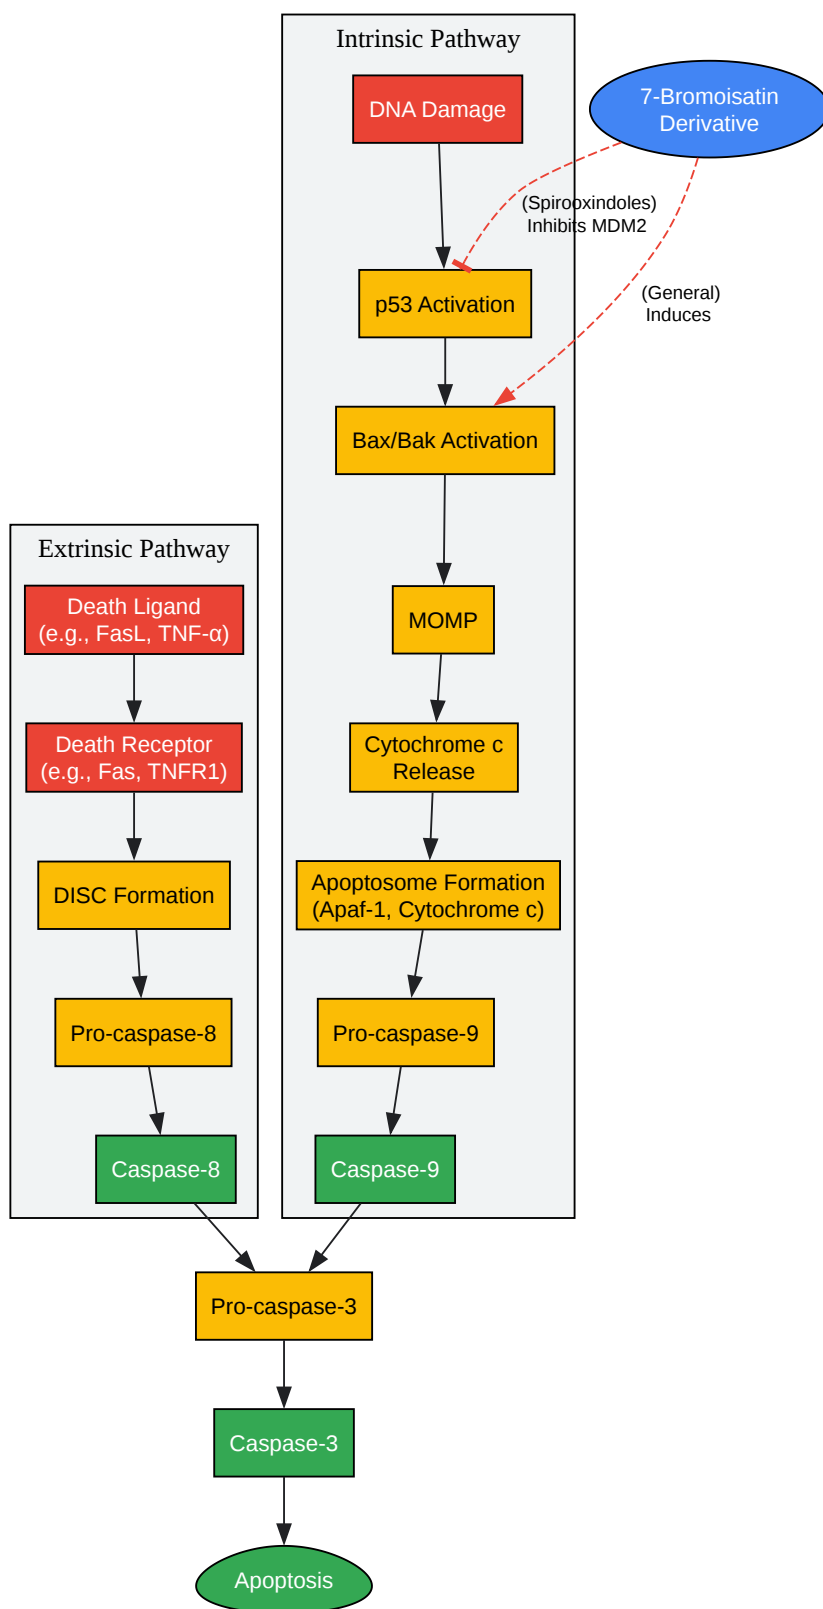 Intrinsic Pathway
DNA Damage
7-Bromoisatin
Derivative
(Spirooxindoles)
Inhibits MDM2
(General)
Induces
p53 Activation
Bax/Bak Activation
MOMP
Cytochrome c
Release
Apoptosome Formation
(Apaf-1, Cytochrome c)
Pro-caspase-9
Caspase-9
Extrinsic Pathway
Death Ligand
(e.g., FasL, TNF-α)
Death Receptor
(e.g., Fas, TNFR1)
DISC Formation
Pro-caspase-8
Caspase-8
Pro-caspase-3
Caspase-3
Apoptosis